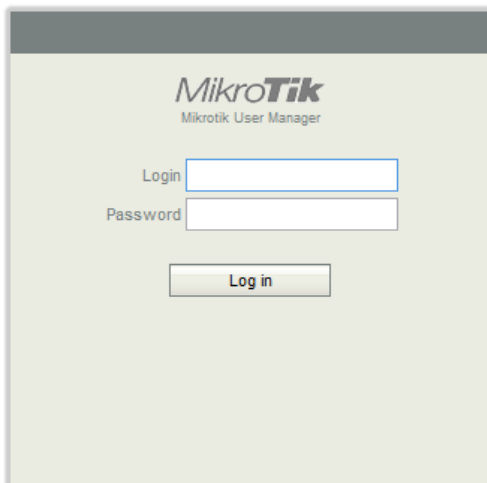 MikroTik
Mikrotik User Manager
Login
Password
Log in